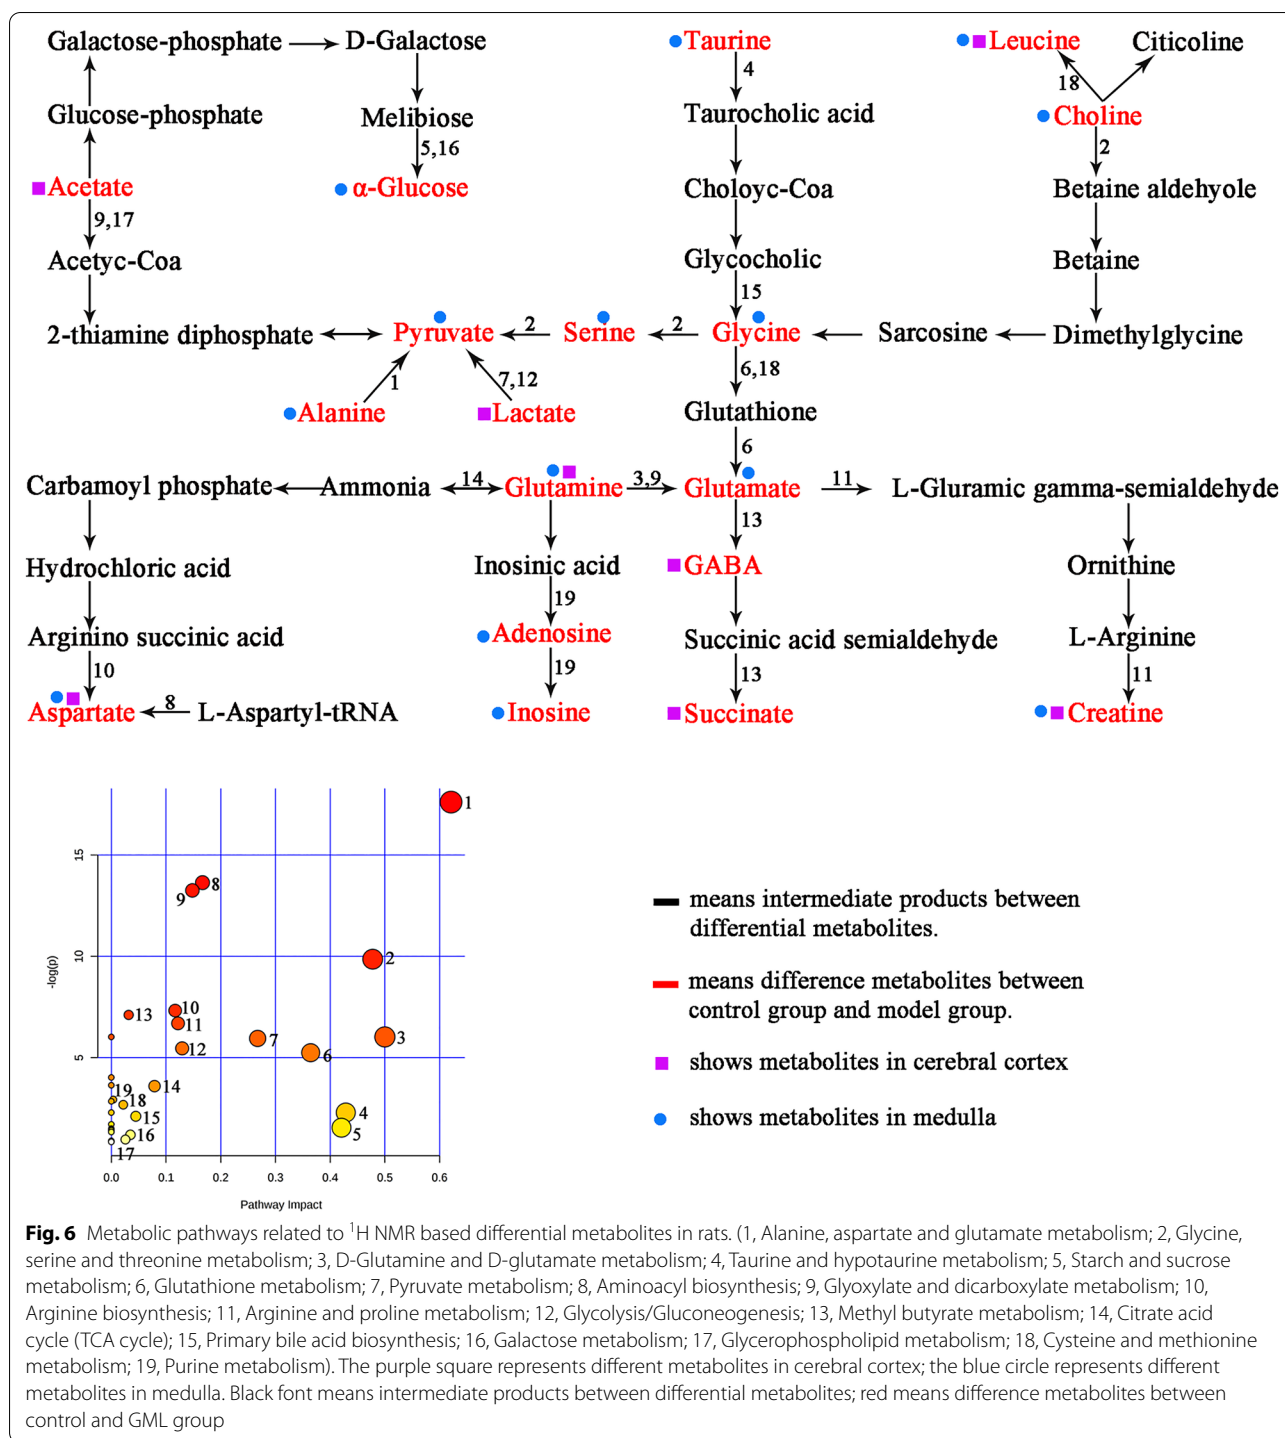 Galactose-phosphate D-Galactose Taurine Leucine Citicoline
4 18
Glucose-phosphate Melibiose Taurocholic acid Choline
5,16 2
Acetate α-Glucose Choloyc-Coa Betaine aldehyole
9,17
Acetyc-Coa Glycocholic Betaine
15
2-thiamine diphosphate Pyruvate 2 Serine 2 Glycine Sarcosine Dimethylglycine
1 7,12 6,18
Alanine Lactate Glutathione
6
Carbamoyl phosphate Ammonia 14 Glutamine 3,9 Glutamate 11 L-Gluramic gamma-semialdehyde
13
Hydrochloric acid Inosinic acid GABA Ornithine
19
Arginino succinic acid Adenosine Succinic acid semialdehyde L-Arginine
10 19 13 11
Aspartate 8 L-Aspartyl-tRNA Inosine Succinate Creatine
1
15
8
9
2
10
-log(p)
10
13
11
7
3
12
6
5
14
19
18
4
15
16
5
17
0.0 0.1 0.2 0.3 0.4 0.5 0.6
Pathway Impact
means intermediate products between
differential metabolites.
means difference metabolites between
control group and model group.
shows metabolites in cerebral cortex
shows metabolites in medulla
Fig. 6 Metabolic pathways related to ¹H NMR based differential metabolites in rats. (1, Alanine, aspartate and glutamate metabolism; 2, Glycine,
serine and threonine metabolism; 3, D-Glutamine and D-glutamate metabolism; 4, Taurine and hypotaurine metabolism; 5, Starch and sucrose
metabolism; 6, Glutathione metabolism; 7, Pyruvate metabolism; 8, Aminoacyl biosynthesis; 9, Glyoxylate and dicarboxylate metabolism; 10,
Arginine biosynthesis; 11, Arginine and proline metabolism; 12, Glycolysis/Gluconeogenesis; 13, Methyl butyrate metabolism; 14, Citrate acid
cycle (TCA cycle); 15, Primary bile acid biosynthesis; 16, Galactose metabolism; 17, Glycerophospholipid metabolism; 18, Cysteine and methionine
metabolism; 19, Purine metabolism). The purple square represents different metabolites in cerebral cortex; the blue circle represents different
metabolites in medulla. Black font means intermediate products between differential metabolites; red means difference metabolites between
control and GML group